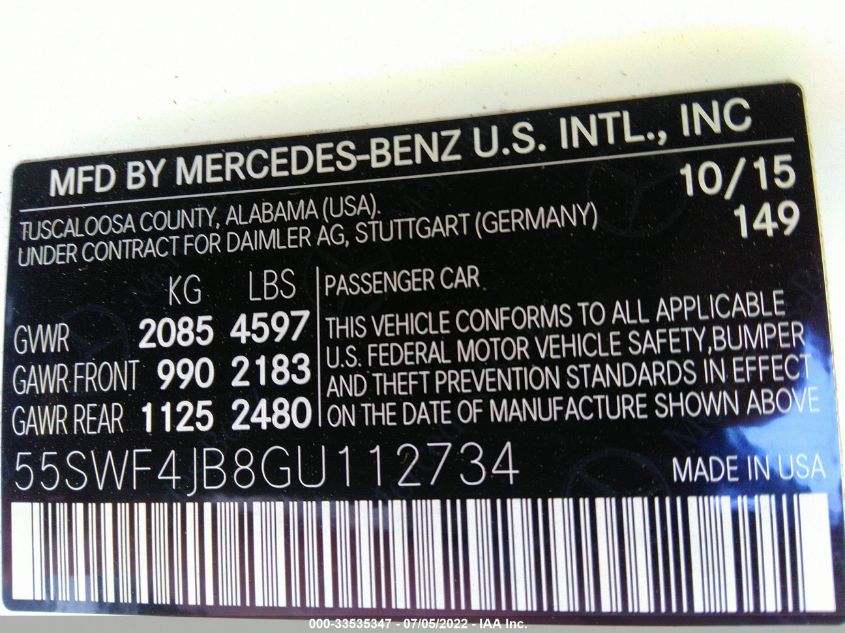 MFD BY MERCEDES-BENZ U.S. INTL., INC
TUSCALOOSA COUNTY, ALABAMA (USA). 10/15
UNDER CONTRACT FOR DAIMLER AG, STUTTGART (GERMANY) 149
KG LBS
GVWR 2085 4597
GAWR FRONT 990 2183
GAWR REAR 1125 2480
PASSENGER CAR
THIS VEHICLE CONFORMS TO ALL APPLICABLE
U.S. FEDERAL MOTOR VEHICLE SAFETY, BUMPER
AND THEFT PREVENTION STANDARDS IN EFFECT
ON THE DATE OF MANUFACTURE SHOWN ABOVE
55SWF4JB8GU112734 MADE IN USA
000-33535347 - 07/05/2022 - IAA Inc.